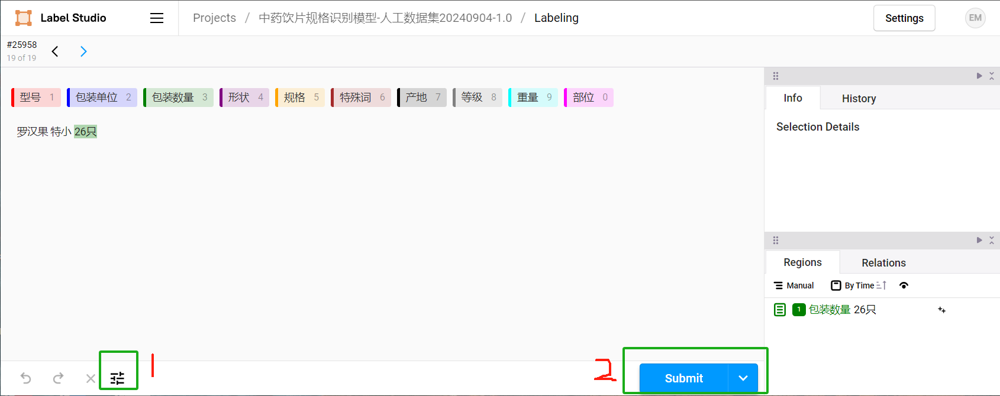 Label Studio
Projects / 中药饮片规格识别模型-人工数据集20240904-1.0 / Labeling
Settings
EM
#25958
19 of 19
型号 1 包装单位 2 包装数量 3 形状 4 规格 5 特殊词 6 产地 7 等级 8 重量 9 部位 0
罗汉果 特小 26只
Info History
Selection Details
Regions Relations
Manual By Time
1 包装数量 26只
1
2
Submit